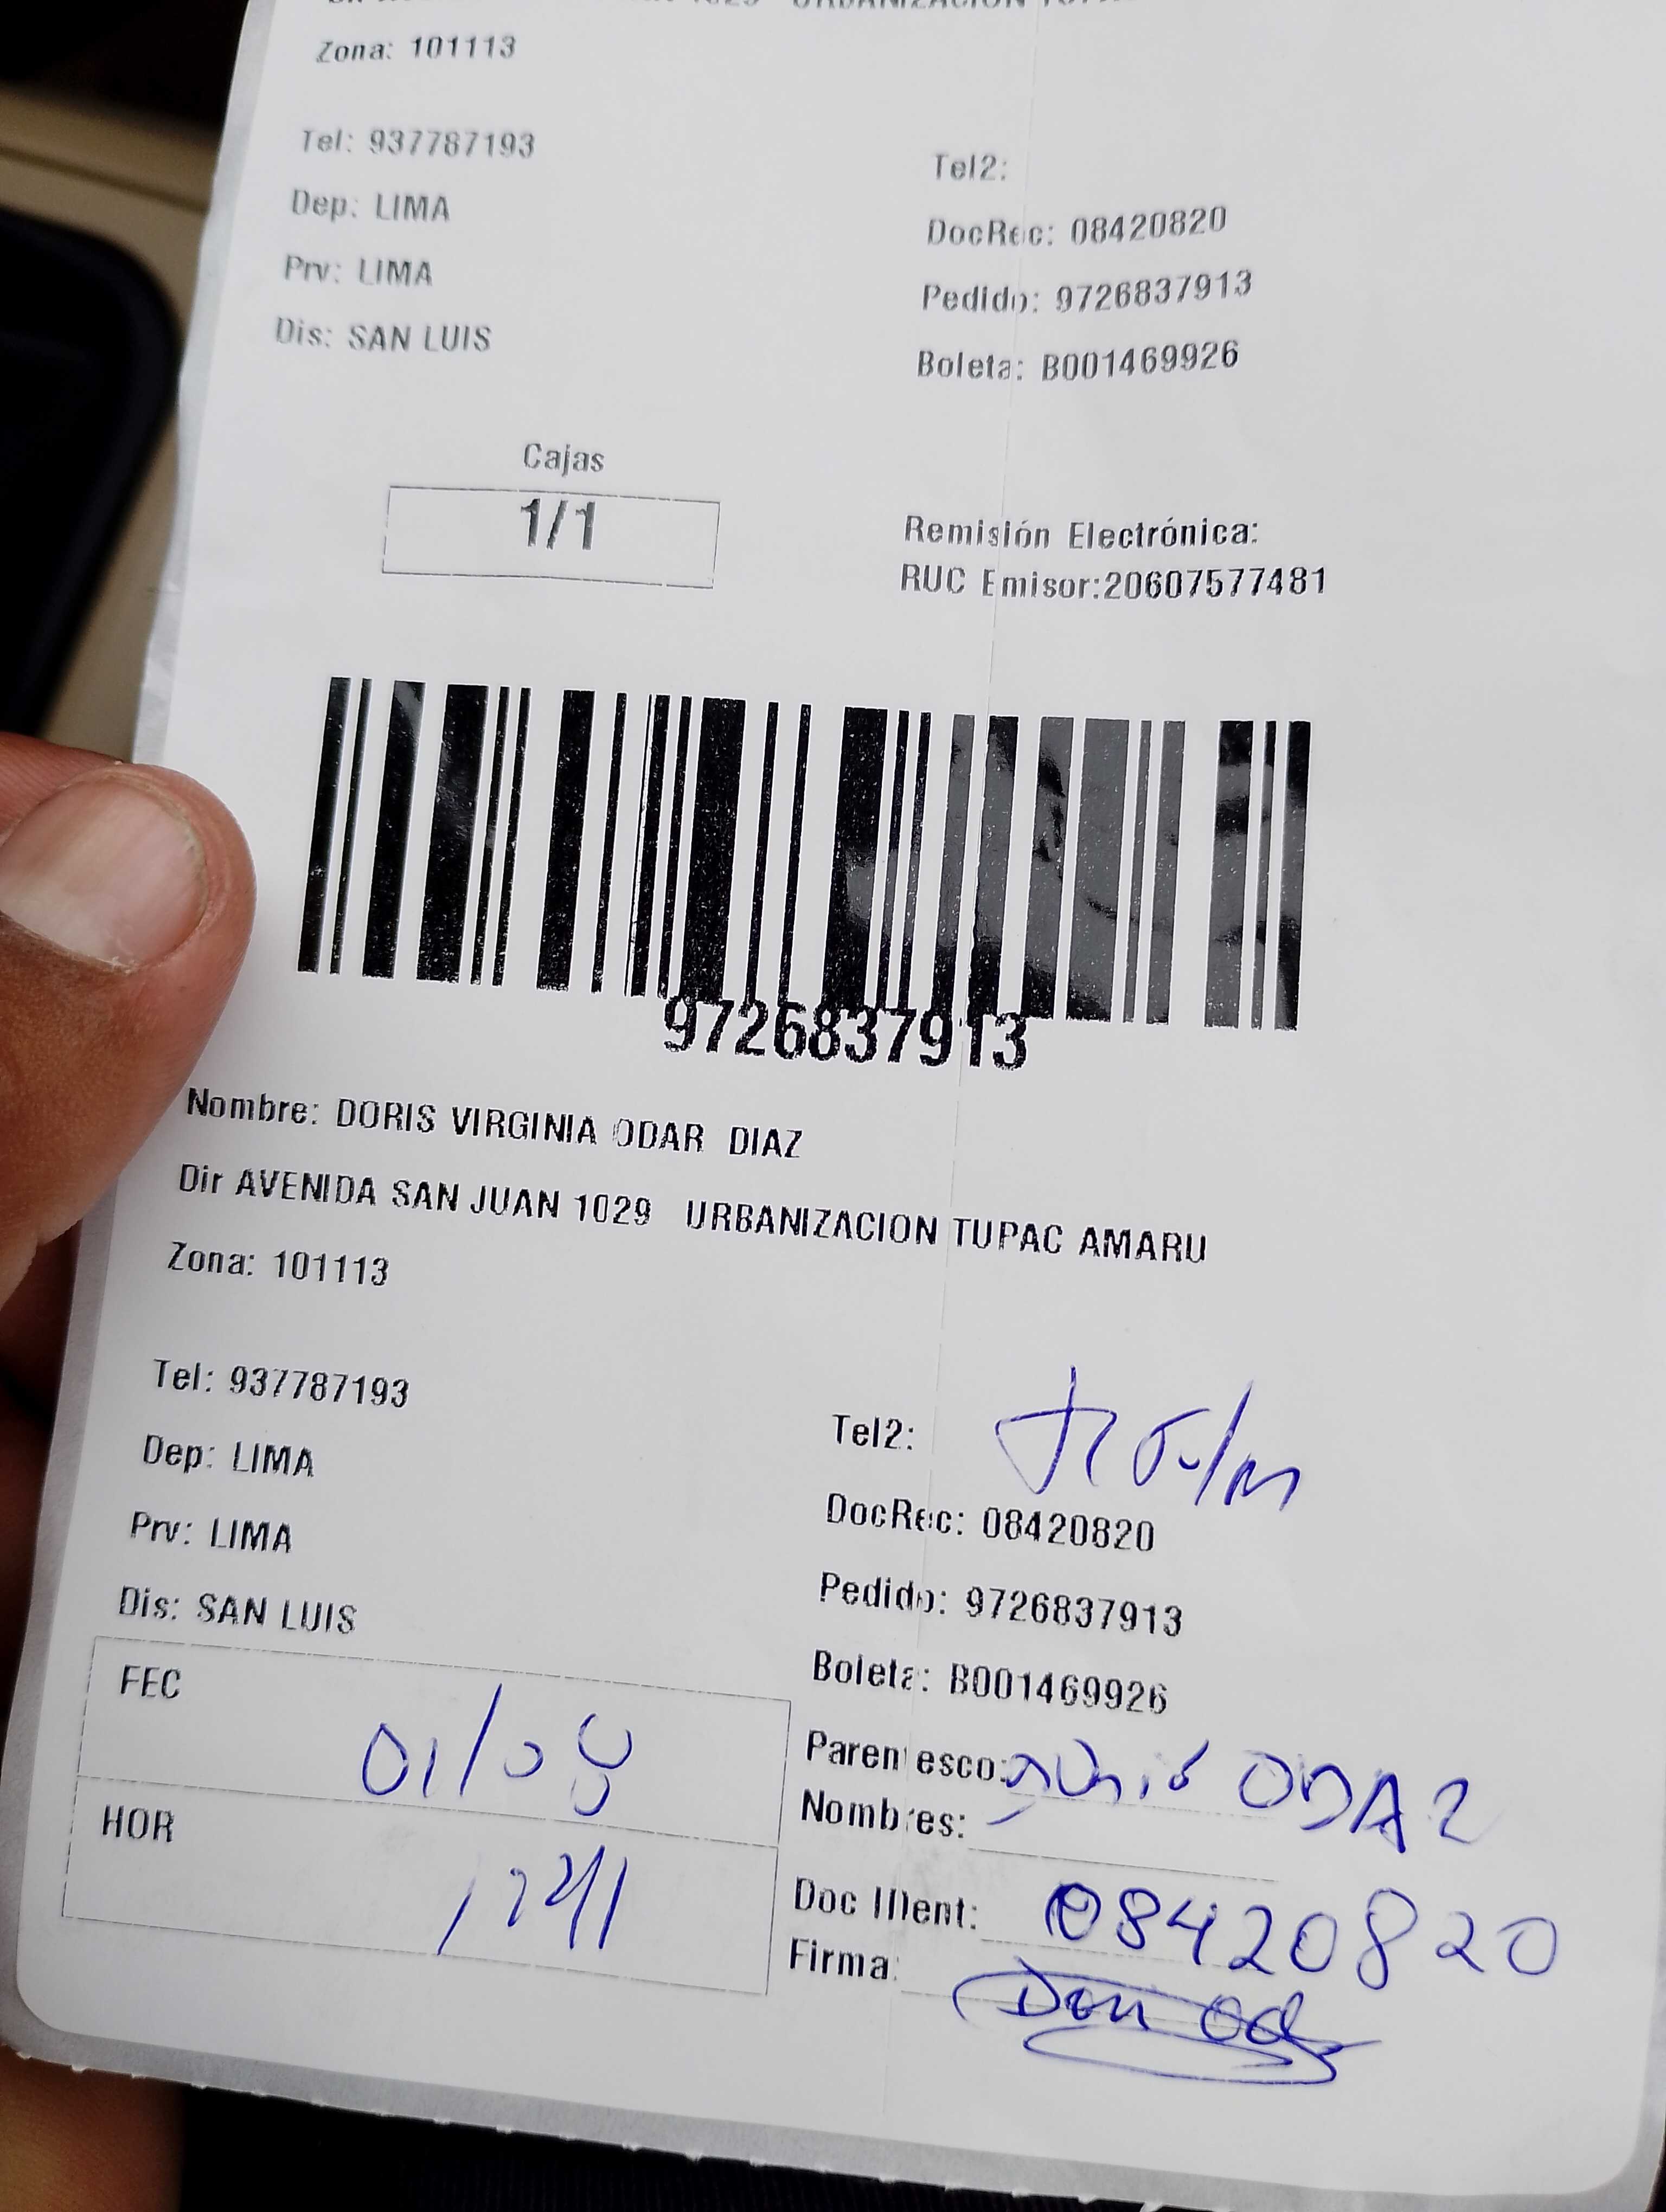 Zona: 101113
Tel: 937787193
Tel2:
Dep: LIMA
DocRec: 08420820
Prv: LIMA
Pedido: 9726837913
Dis: SAN LUIS
Boleta: B001469926
Cajas
1/1
Remisión Electrónica:
RUC Emisor:20607577481
9726837913
Nombre: DORIS VIRGINIA ODAR DIAZ
Dir AVENIDA SAN JUAN 1029 URBANIZACION TUPAC AMARU
Zona: 101113
Tel: 937787193
Tel2:
Dep: LIMA
DocRec: 08420820
Prv: LIMA
Pedido: 9726837913
Dis: SAN LUIS
Boleta: B001469926
FEC 01/08
Parentesco: ODAR
Nombres:
HOR
Doc Ident: 08420820
Firma: